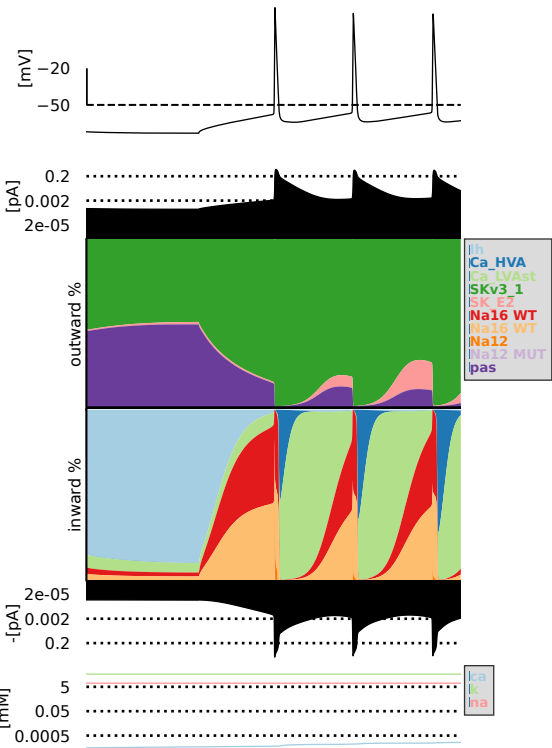 [mV]
−20
−50
[pA]
0.2
0.002
2e-05
outward %
Ih
Ca_HVA
Ca_LVAst
SKv3_1
SK_E2
Na16 WT
Na16 WT
Na12
Na12 MUT
pas
inward %
-[pA]
2e-05
0.002
0.2
[mM]
5
0.05
0.0005
ca
k
na